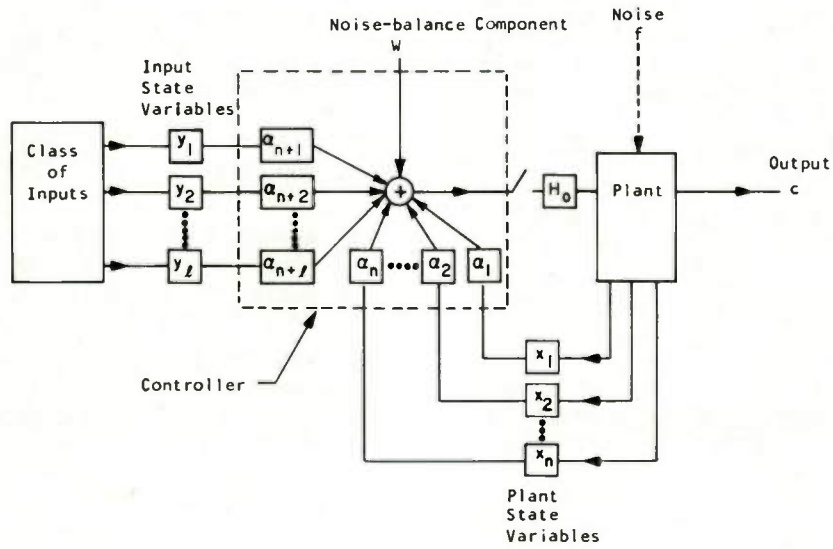 Noise-balance Component
W
Noise
f
Input
State
Variables
Class
of
Inputs
y₁
y₂
yℓ
αₙ₊₁
αₙ₊₂
αₙ₊ℓ
+
αₙ
α₂
α₁
H₀
Plant
Output
c
Controller
x₁
x₂
xₙ
Plant
State
Variables